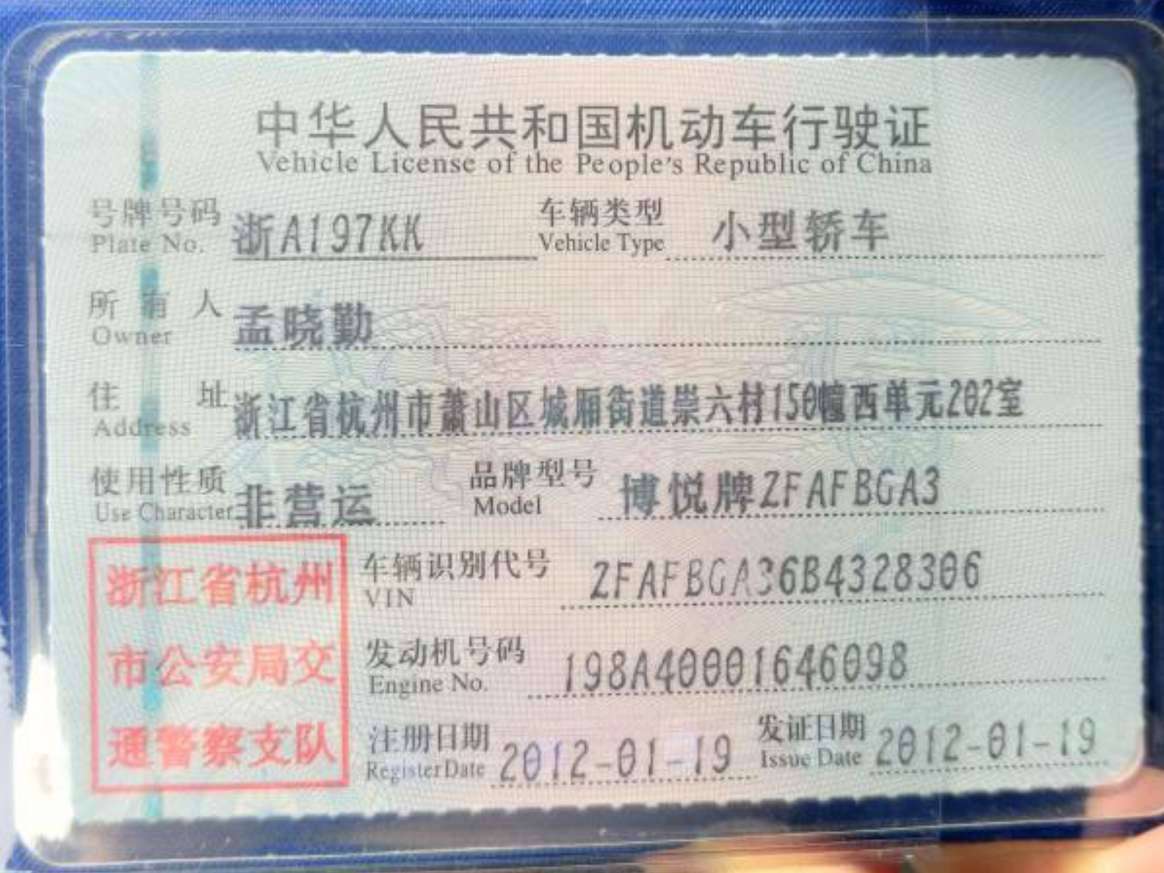 中华人民共和国机动车行驶证
Vehicle License of the People's Republic of China
号牌号码 浙A197KK 车辆类型 小型轿车
Plate No. Vehicle Type
所有人 孟晓勤
Owner
住址 浙江省杭州市萧山区城厢街道崇六村150幢西单元202室
Address
使用性质 非营运 品牌型号 博悦牌ZFAFBGA3
Use Character Model
浙江省杭州
市公安局交
通警察支队
车辆识别代号 ZFAFBGA36B4328306
VIN
发动机号码 198A40001646098
Engine No.
注册日期 2012-01-19 发证日期 2012-01-19
Register Date Issue Date